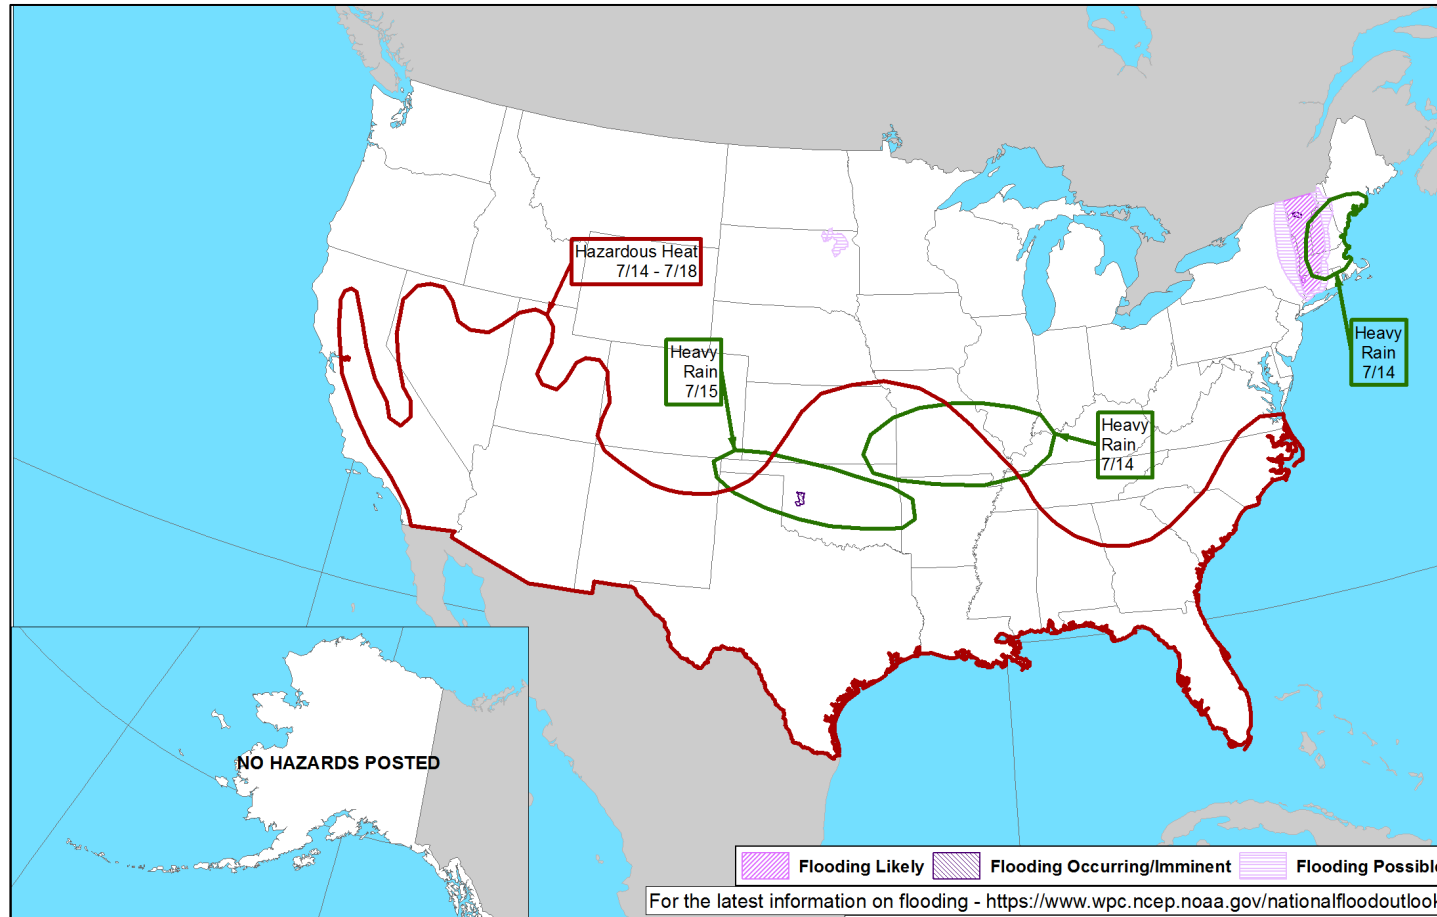 Hazardous Heat
7/14 - 7/18
Heavy
Rain
7/15
Heavy
Rain
7/14
Heavy
Rain
7/14
NO HAZARDS POSTED
Flooding Likely
Flooding Occurring/Imminent
Flooding Possible
For the latest information on flooding - https://www.wpc.ncep.noaa.gov/nationalfloodoutlook